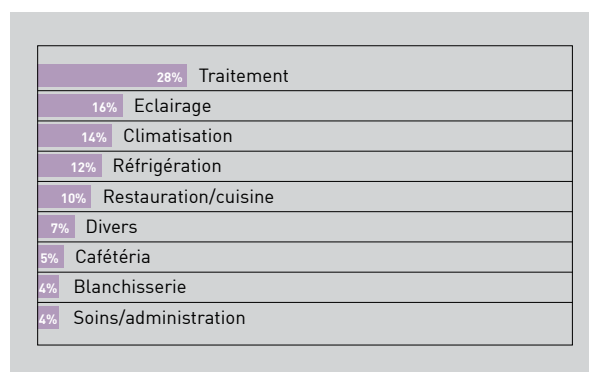 28% Traitement
16% Eclairage
14% Climatisation
12% Réfrigération
10% Restauration/cuisine
7% Divers
5% Cafétéria
4% Blanchisserie
4% Soins/administration